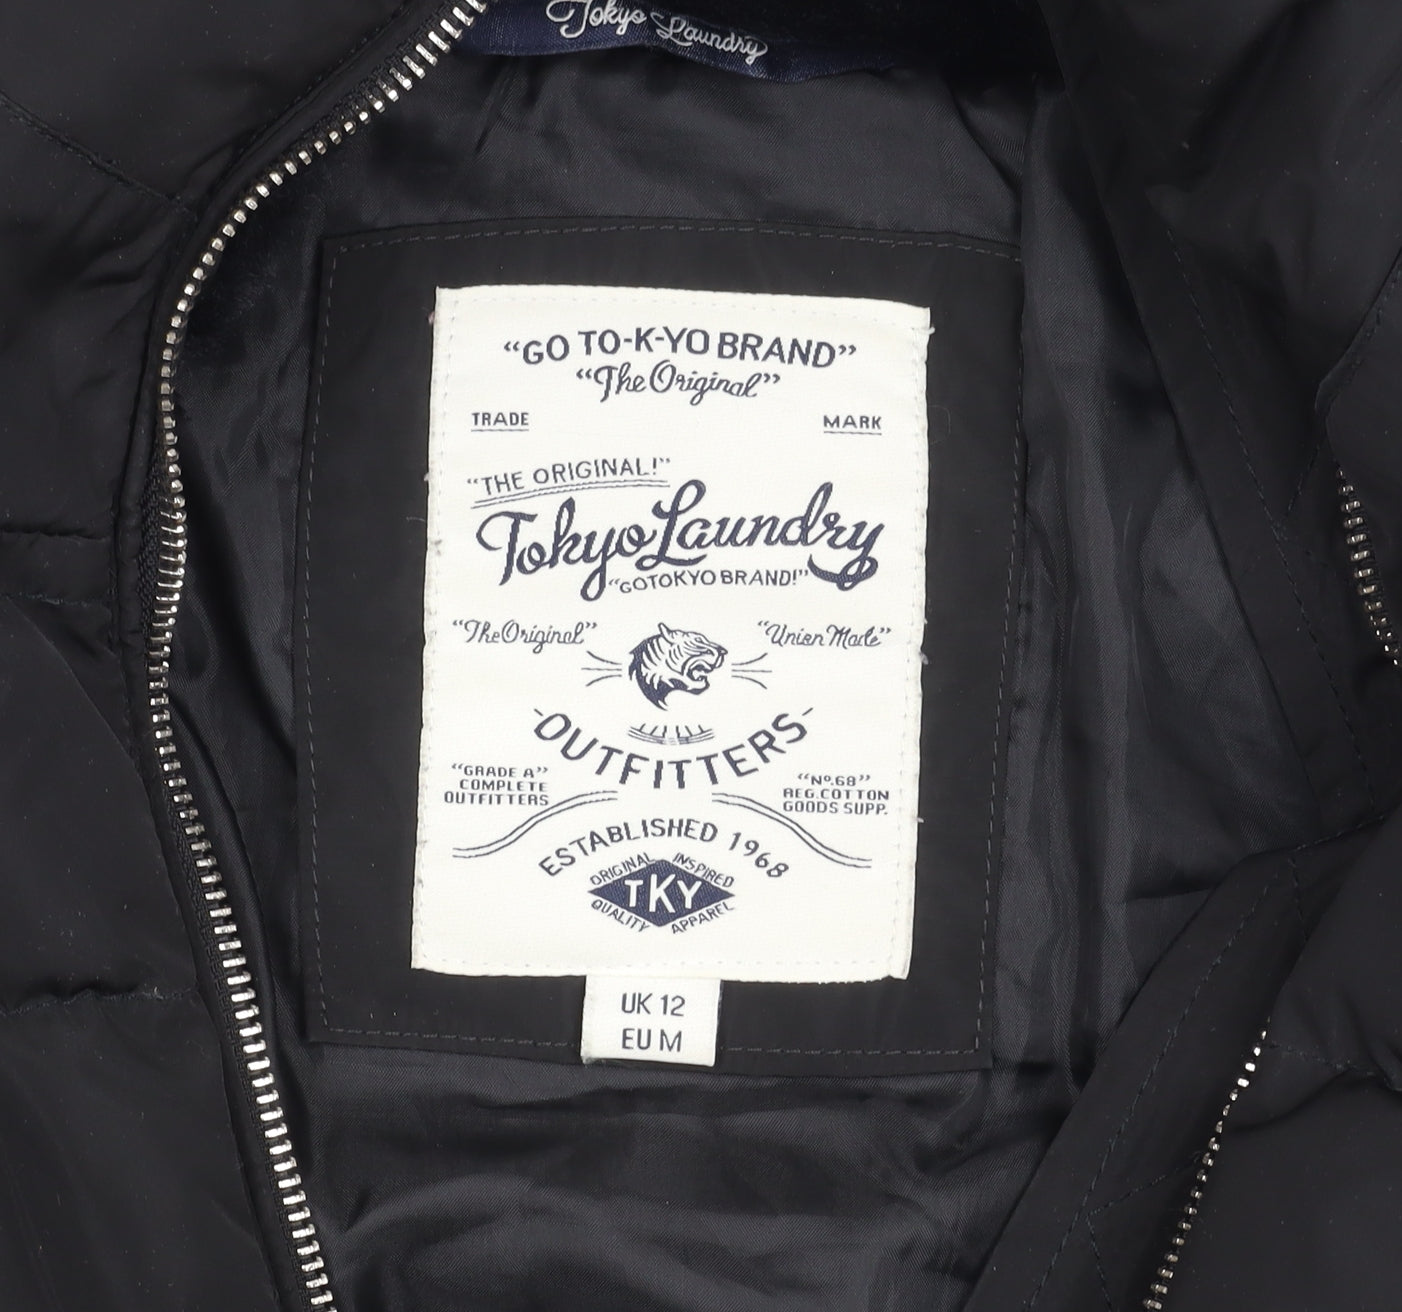 Tokyo Laundry
“GO TO-K-YO BRAND”
“The Original”
TRADE MARK
“THE ORIGINAL!”
Tokyo Laundry
“GOTOKYO BRAND!”
“The Original” “Union Made”
-OUTFITTERS-
“GRADE A”
COMPLETE
OUTFITTERS
“Nº.68”
REG.COTTON
GOODS SUPP.
ESTABLISHED 1968
ORIGINAL INSPIRED
TKY
QUALITY APPAREL
UK 12
EU M